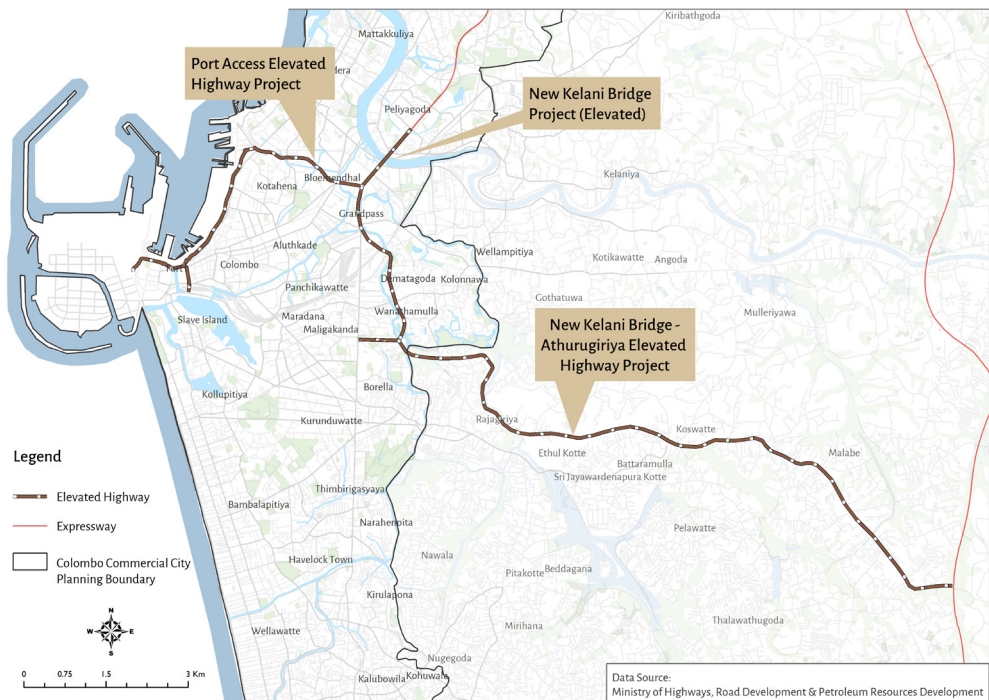 Mattakkuliya
Kiribathgoda
Port Access Elevated
Highway Project
dera
Peliyagoda
New Kelani Bridge
Project (Elevated)
Bloemendhal
Kotahena
Kelaniya
Grandpass
Aluthkade
Wellampitiya
Colombo
Fort
Kotikawatte
Angoda
Dematagoda
Kolonnawa
Panchikawatte
Gothatuwa
Mulleriyawa
Slave Island
Maradana
Wanathamulla
Maligakanda
New Kelani Bridge -
Athurugiriya Elevated
Highway Project
Borella
Kollupitiya
Kurunduwatte
Rajagiriya
Koswatte
Ethul Kotte
Malabe
Battaramulla
Sri Jayawardenapura Kotte
Legend
Elevated Highway
Expressway
Colombo Commercial City
Planning Boundary
Thimbirigasyaya
Bambalapitiya
Narahenpita
Pelawatte
Havelock Town
Nawala
Beddagana
Pitakotte
Kirulapona
Thalawathugoda
Mirihana
Wellawatte
Nugegoda
Kohuwala
Kalubowila
N
W
E
S
0 0.75 1.5 3 Km
Data Source:
Ministry of Highways, Road Development & Petroleum Resources Development